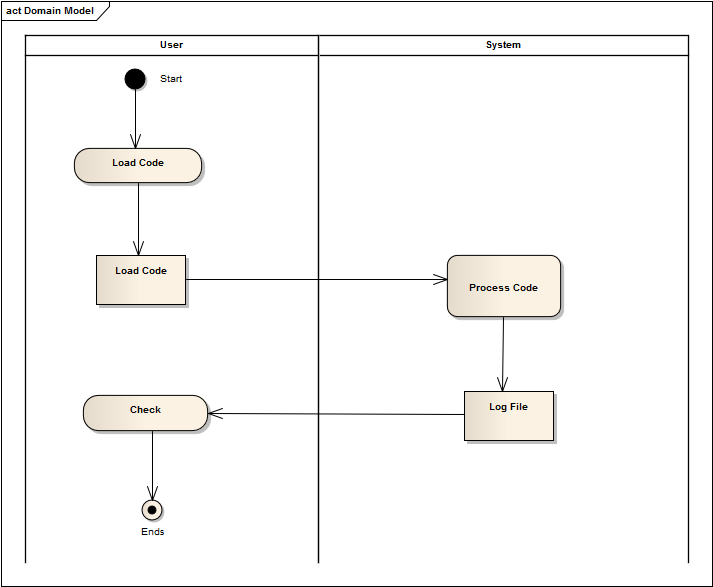 act Domain Model
User
System
Start
Load Code
Load Code
Process Code
Check
Log File
Ends